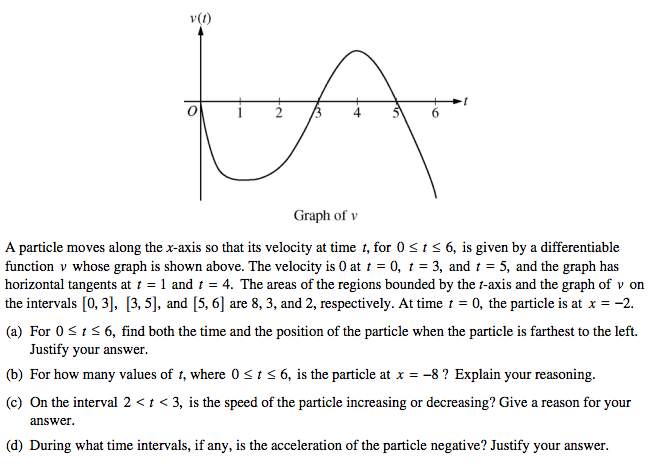 v(t)
O 1 2 3 4 5 6 t
Graph of v
A particle moves along the x-axis so that its velocity at time t, for 0 ≤ t ≤ 6, is given by a differentiable
function v whose graph is shown above. The velocity is 0 at t = 0, t = 3, and t = 5, and the graph has
horizontal tangents at t = 1 and t = 4. The areas of the regions bounded by the t-axis and the graph of v on
the intervals [0, 3], [3, 5], and [5, 6] are 8, 3, and 2, respectively. At time t = 0, the particle is at x = −2.
(a) For 0 ≤ t ≤ 6, find both the time and the position of the particle when the particle is farthest to the left.
Justify your answer.
(b) For how many values of t, where 0 ≤ t ≤ 6, is the particle at x = −8 ? Explain your reasoning.
(c) On the interval 2 < t < 3, is the speed of the particle increasing or decreasing? Give a reason for your
answer.
(d) During what time intervals, if any, is the acceleration of the particle negative? Justify your answer.